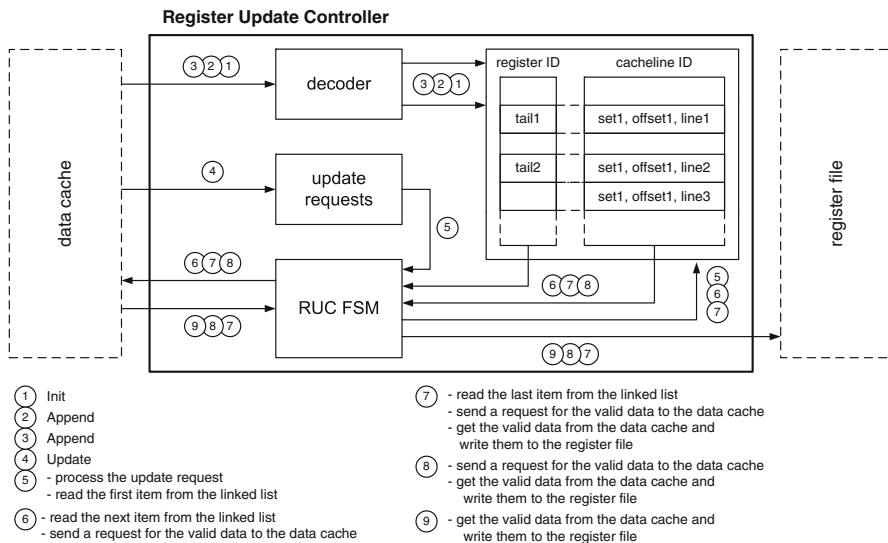 Register Update Controller
data cache
3 2 1
decoder
3 2 1
register ID
cacheline ID
tail1
set1, offset1, line1
tail2
set1, offset1, line2
set1, offset1, line3
4
update
requests
5
6 7 8
RUC FSM
9 8 7
6 7 8
5
6
7
9 8 7
register file
1 Init
2 Append
3 Append
4 Update
5 - process the update request
- read the first item from the linked list
6 - read the next item from the linked list
- send a request for the valid data to the data cache
7 - read the last item from the linked list
- send a request for the valid data to the data cache
- get the valid data from the data cache and
write them to the register file
8 - send a request for the valid data to the data cache
- get the valid data from the data cache and
write them to the register file
9 - get the valid data from the data cache and
write them to the register file